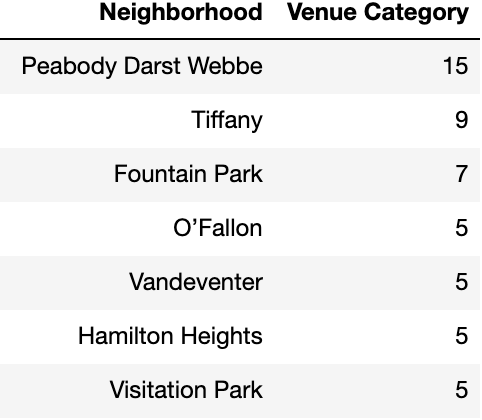 Neighborhood Venue Category
Peabody Darst Webbe 15
Tiffany 9
Fountain Park 7
O’Fallon 5
Vandeventer 5
Hamilton Heights 5
Visitation Park 5